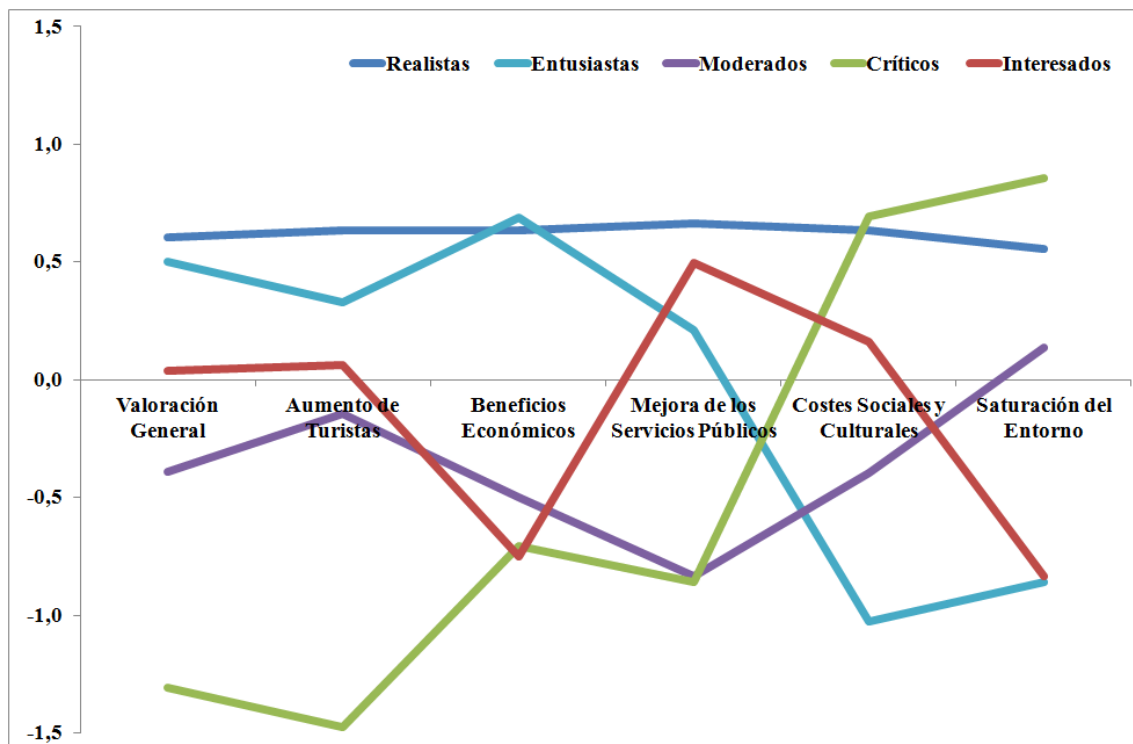 1,5
Realistas Entusiastas Moderados Críticos Interesados
1,0
0,5
0,0
Valoración General
Aumento de Turistas
Beneficios Económicos
Mejora de los Servicios Públicos
Costes Sociales y Culturales
Saturación del Entorno
-0,5
-1,0
-1,5